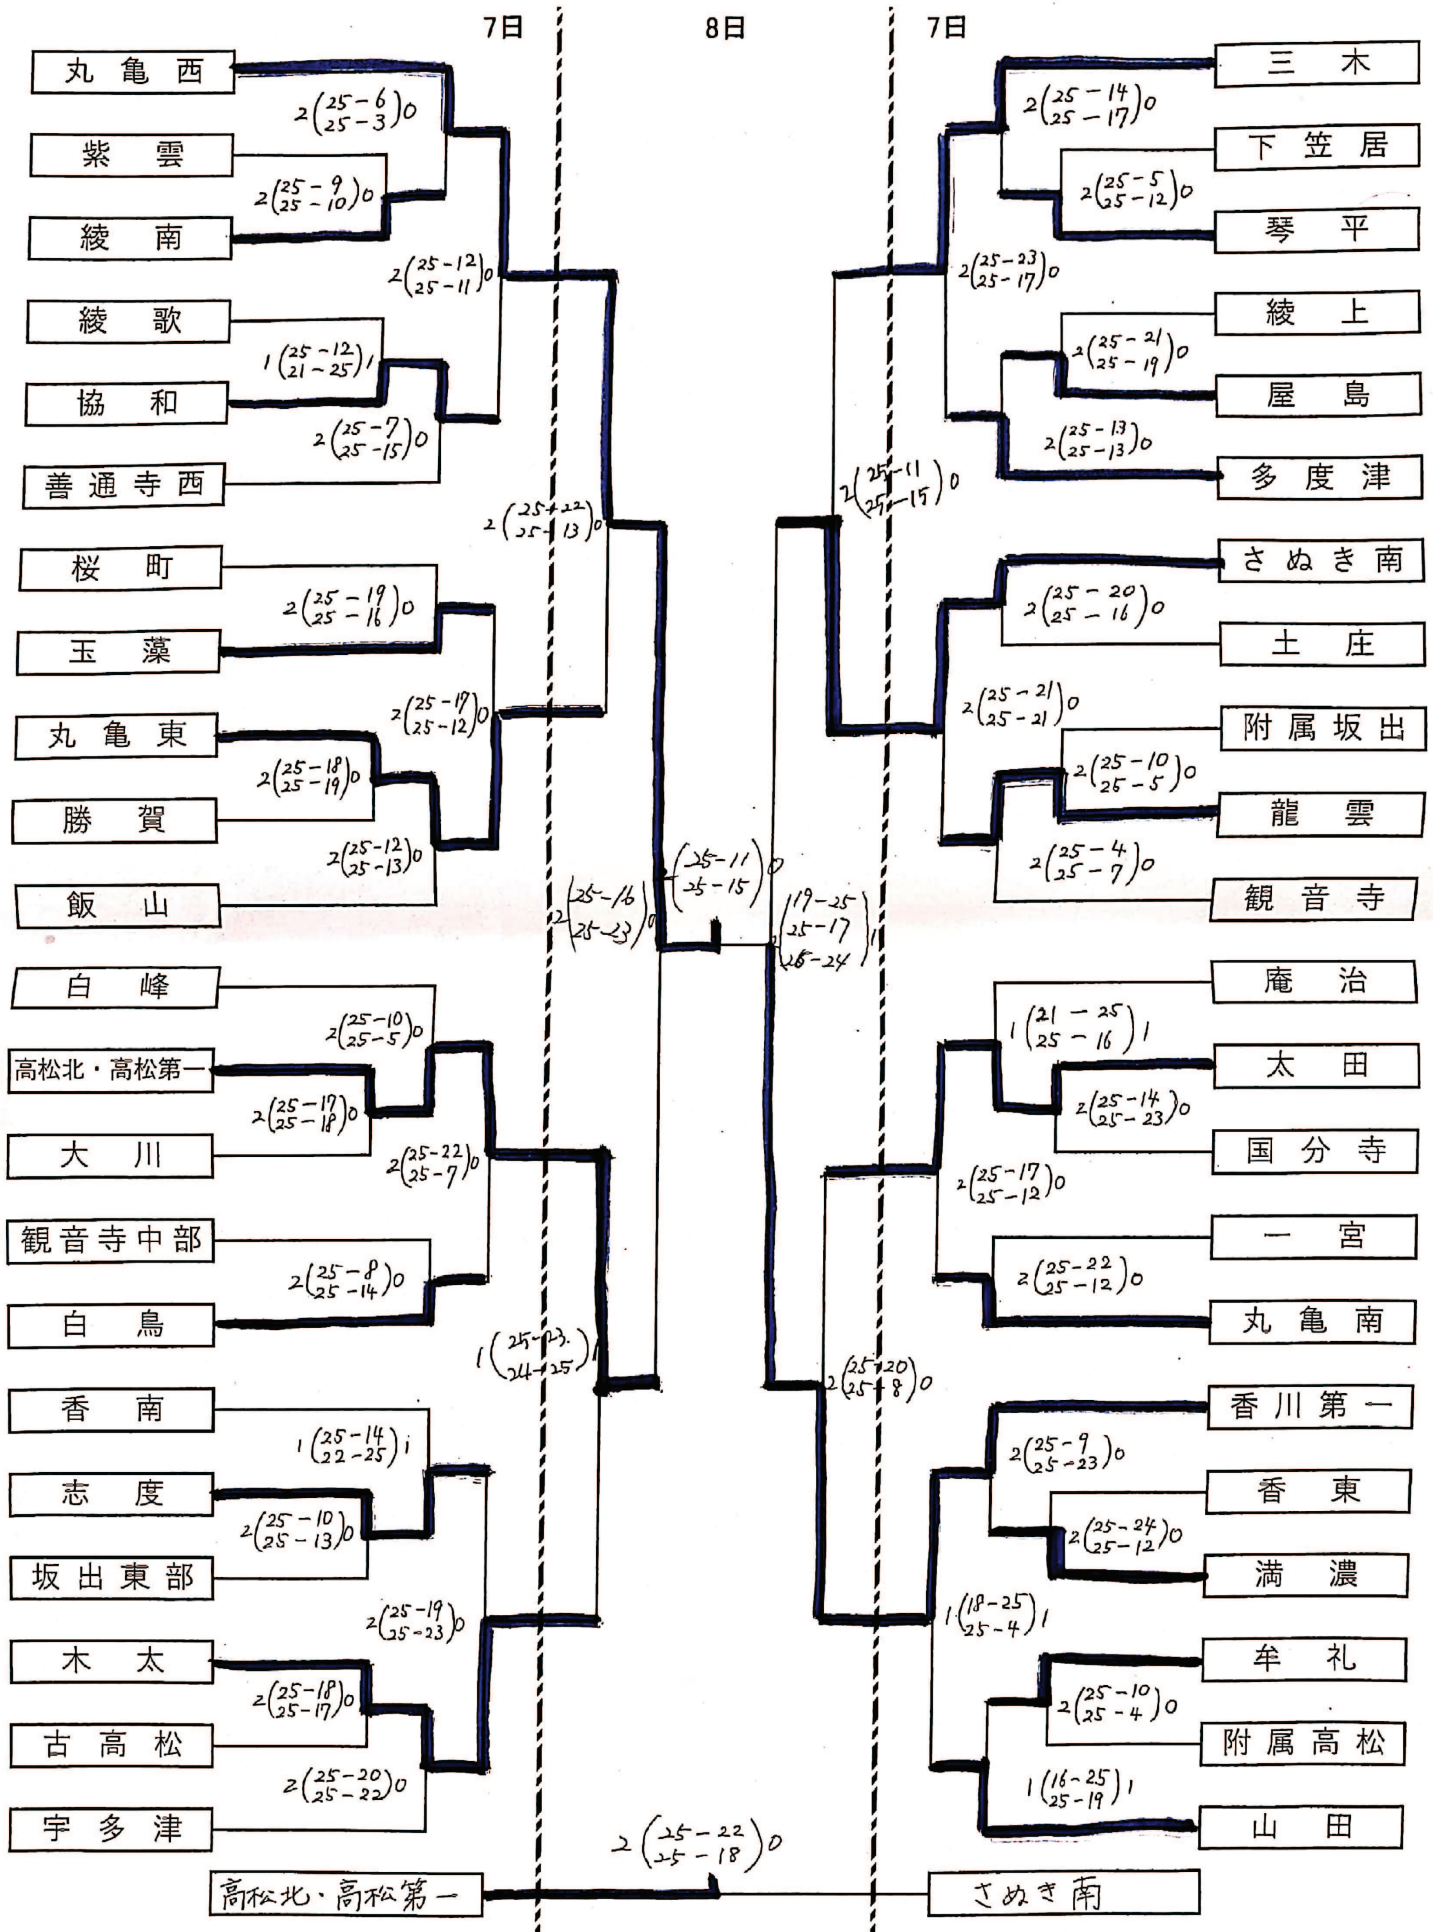 7日 8日 7日
丸亀西
2(25-6 25-3)0
紫雲
2(25-9 25-10)0
綾南
2(25-12 25-11)0
綾歌
1(25-12 21-25)1
協和
2(25-7 25-15)0
善通寺西
2(25-22 25-13)0
桜町
2(25-19 25-16)0
玉藻
2(25-17 25-12)0
丸亀東
2(25-18 25-19)0
勝賀
2(25-12 25-13)0
飯山
2(25-16 25-23)0
白峰
2(25-10 25-5)0
高松北・高松第一
2(25-17 25-18)0
大川
2(25-22 25-7)0
観音寺中部
2(25-8 25-14)0
白鳥
1(25-23 24-25)1
香南
1(25-14 22-25)1
志度
2(25-10 25-13)0
坂出東部
2(25-19 25-23)0
木太
2(25-18 25-17)0
古高松
2(25-20 25-22)0
宇多津
(25-11 25-15)0
三木
2(25-14 25-17)0
下笠居
2(25-5 25-12)0
琴平
2(25-23 25-17)0
綾上
2(25-21 25-19)0
屋島
2(25-13 25-13)0
多度津
2(25-11 25-15)0
さぬき南
2(25-20 25-16)0
土庄
2(25-21 25-21)0
附属坂出
2(25-10 25-5)0
龍雲
2(25-4 25-7)0
観音寺
2(19-25 25-17 25-24)1
庵治
1(21-25 25-16)1
太田
2(25-14 25-23)0
国分寺
2(25-17 25-12)0
一宮
2(25-22 25-12)0
丸亀南
2(25-20 25-8)0
香川第一
2(25-9 25-23)0
香東
2(25-24 25-12)0
満濃
1(18-25 25-4)1
牟礼
2(25-10 25-4)0
附属高松
1(16-25 25-19)1
山田
2(25-22 25-18)0
高松北・高松第一 さぬき南